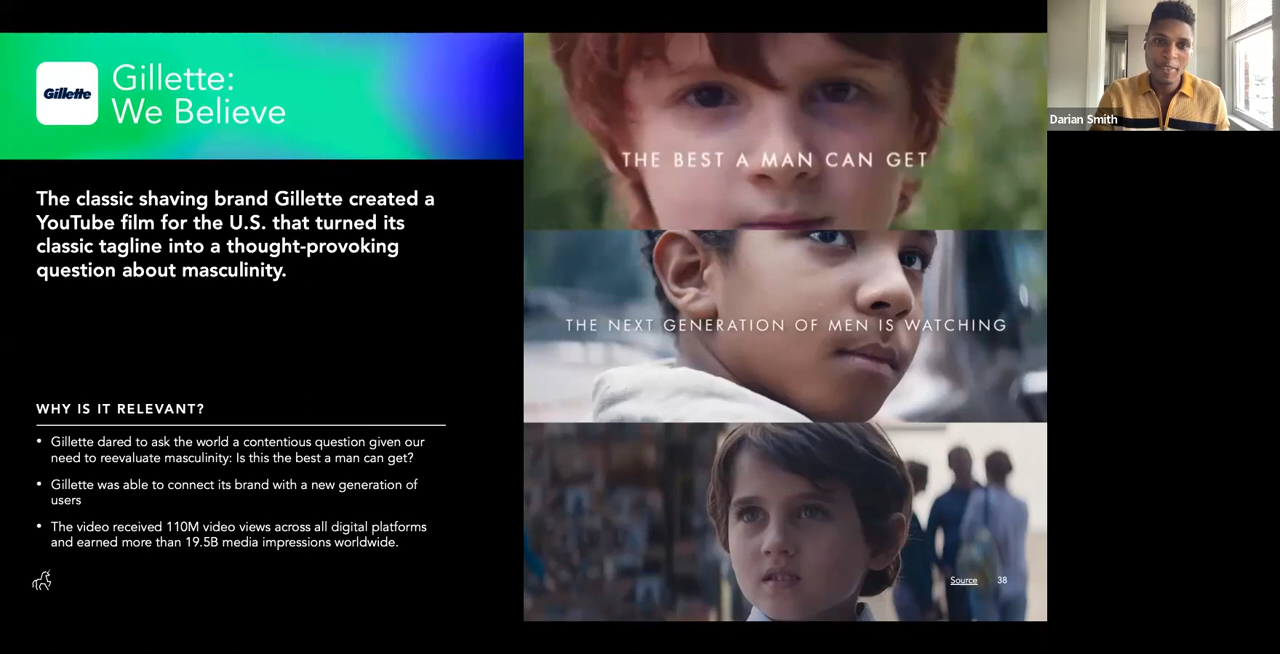 Gillette
Gillette:
We Believe
The classic shaving brand Gillette created a
YouTube film for the U.S. that turned its
classic tagline into a thought-provoking
question about masculinity.
WHY IS IT RELEVANT?
• Gillette dared to ask the world a contentious question given our
need to reevaluate masculinity: Is this the best a man can get?
• Gillette was able to connect its brand with a new generation of
users
• The video received 110M video views across all digital platforms
and earned more than 19.5B media impressions worldwide.
THE BEST A MAN CAN GET
THE NEXT GENERATION OF MEN IS WATCHING
Source 38
Darian Smith